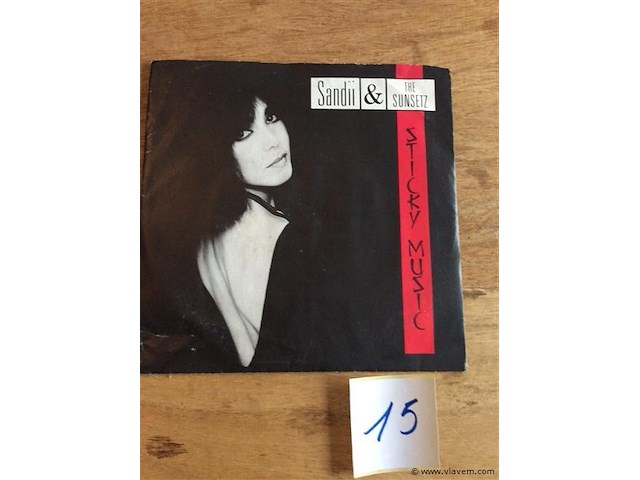 Sandii & THE SUNSETZ
STICKY MUSIC
15
© www.vlavem.com